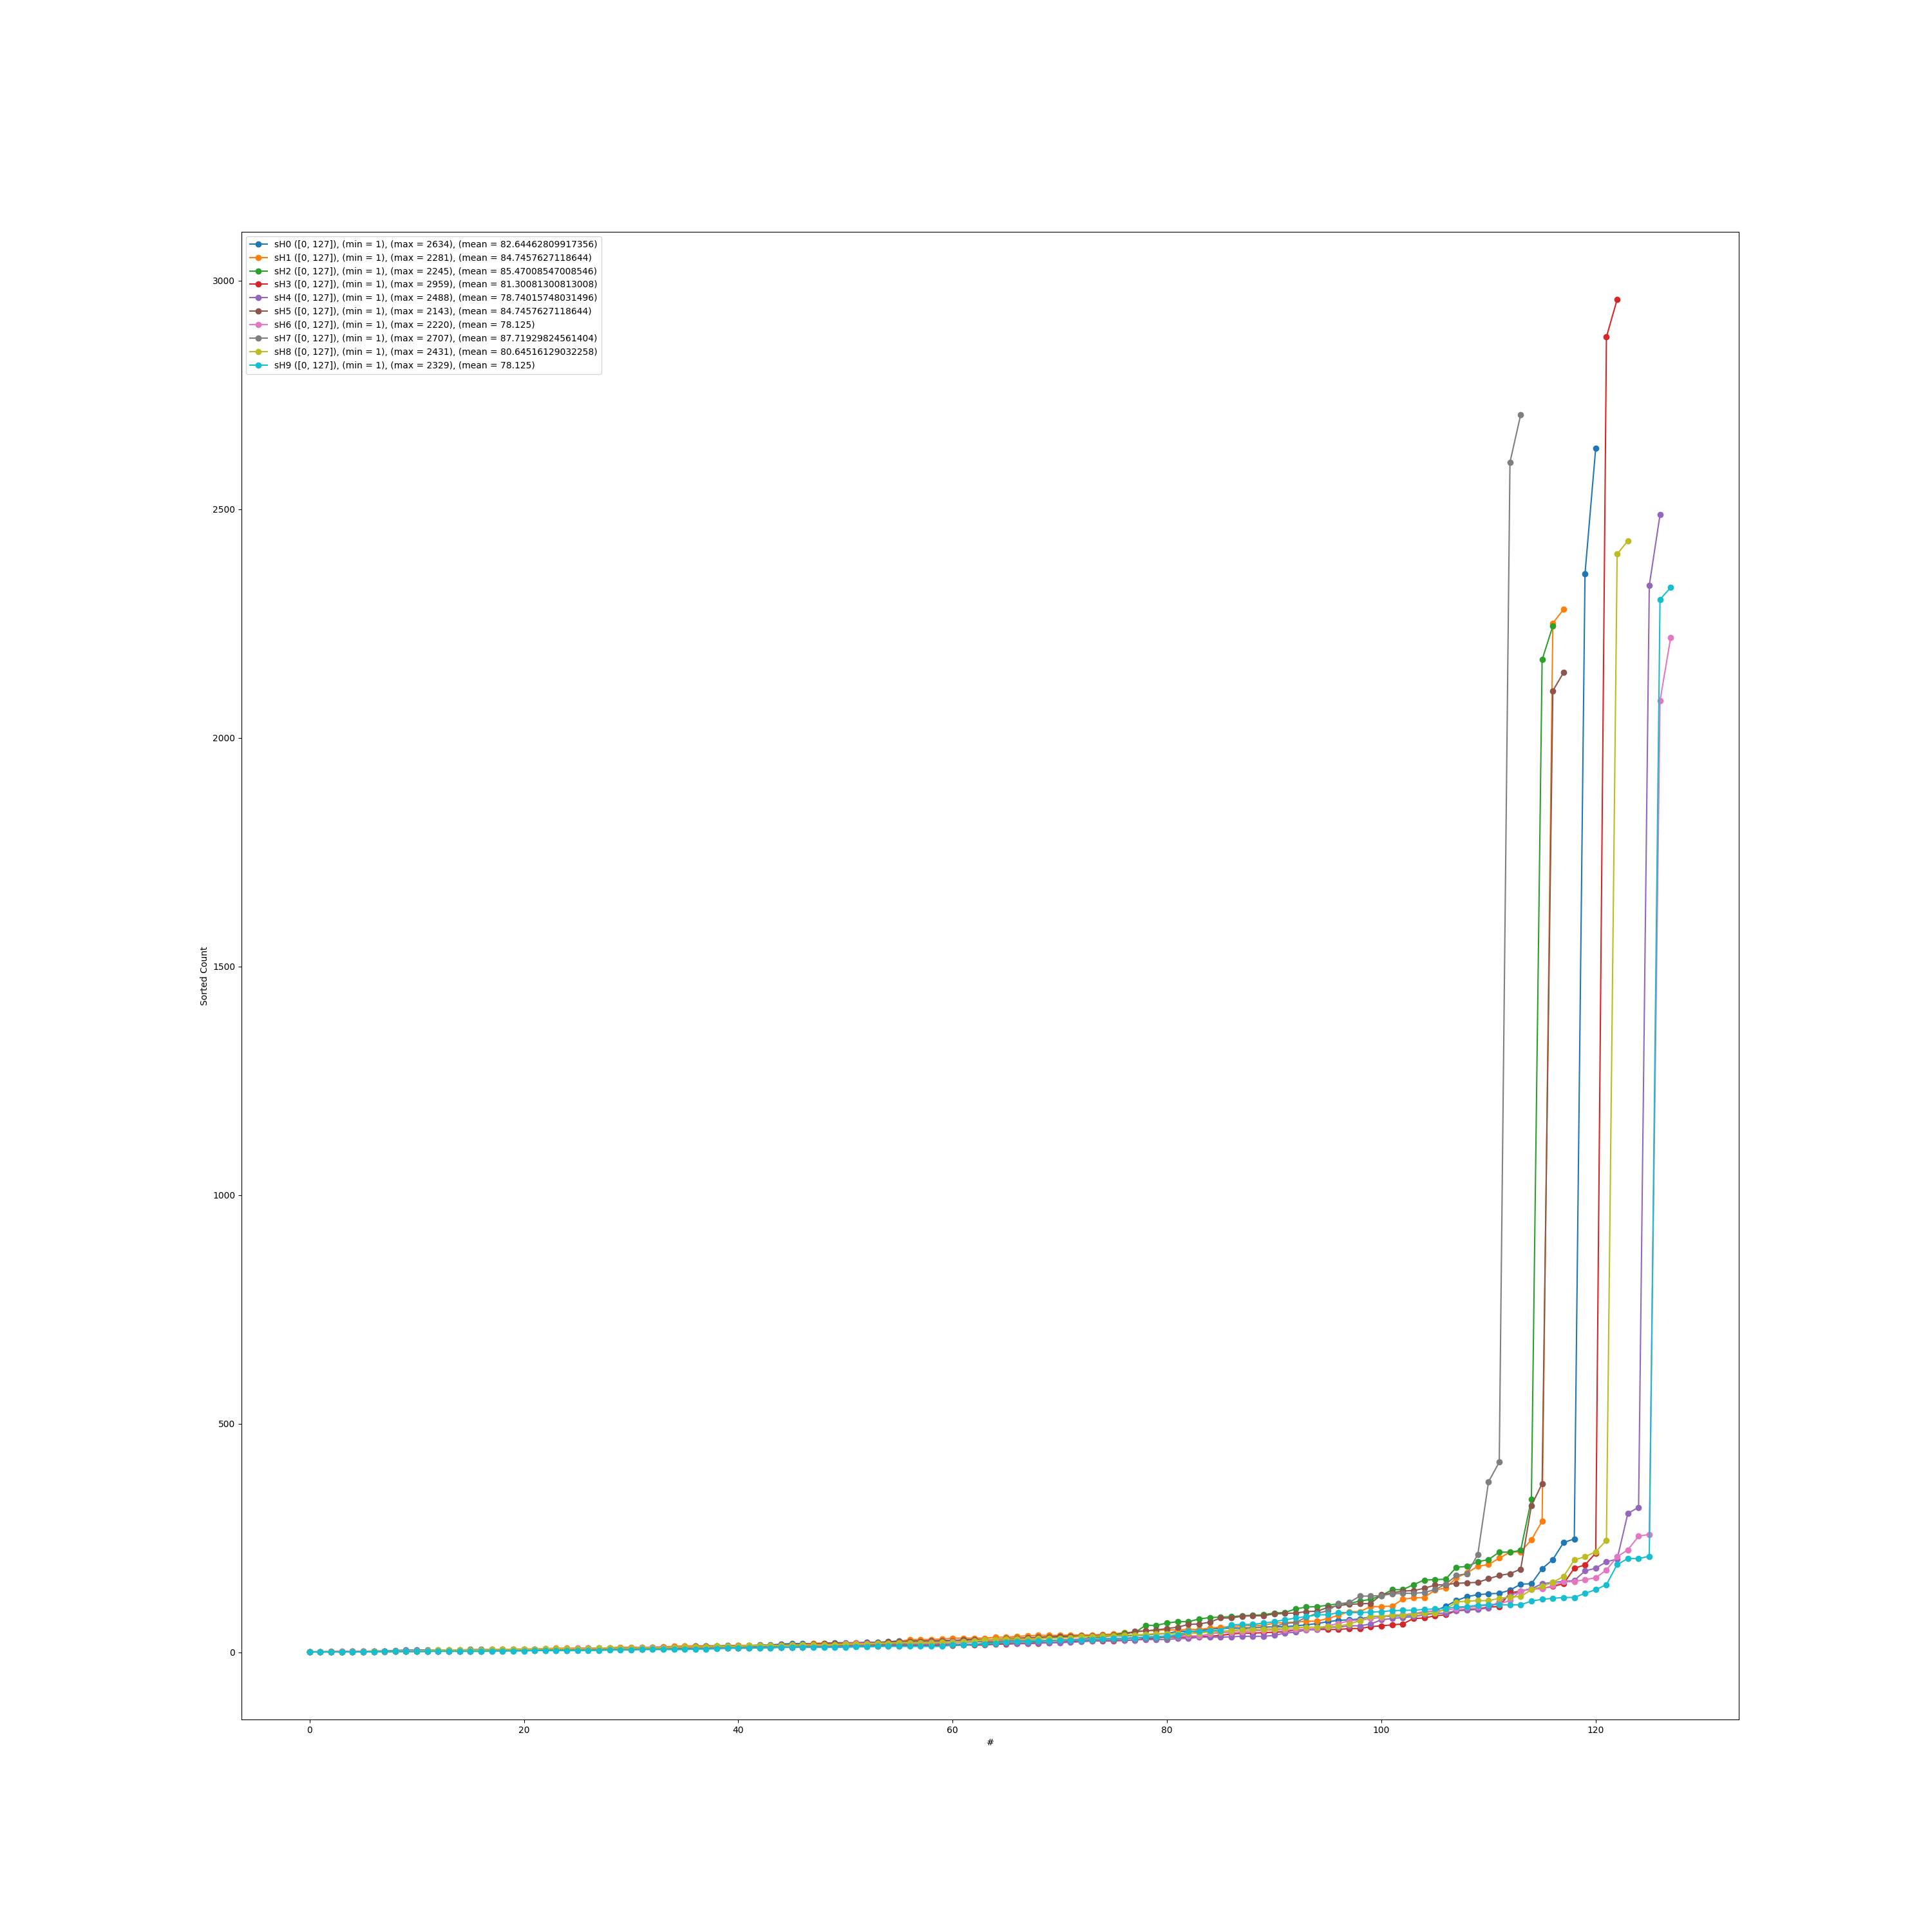 sH0 ([0, 127]), (min = 1), (max = 2634), (mean = 82.64462809917356)
sH1 ([0, 127]), (min = 1), (max = 2281), (mean = 84.7457627118644)
sH2 ([0, 127]), (min = 1), (max = 2245), (mean = 85.47008547008546)
sH3 ([0, 127]), (min = 1), (max = 2959), (mean = 81.30081300813008)
sH4 ([0, 127]), (min = 1), (max = 2488), (mean = 78.74015748031496)
sH5 ([0, 127]), (min = 1), (max = 2143), (mean = 84.7457627118644)
sH6 ([0, 127]), (min = 1), (max = 2220), (mean = 78.125)
sH7 ([0, 127]), (min = 1), (max = 2707), (mean = 87.71929824561404)
sH8 ([0, 127]), (min = 1), (max = 2431), (mean = 80.64516129032258)
sH9 ([0, 127]), (min = 1), (max = 2329), (mean = 78.125)
3000
2500
2000
1500
1000
500
0
Sorted Count
0 20 40 60 80 100 120
#